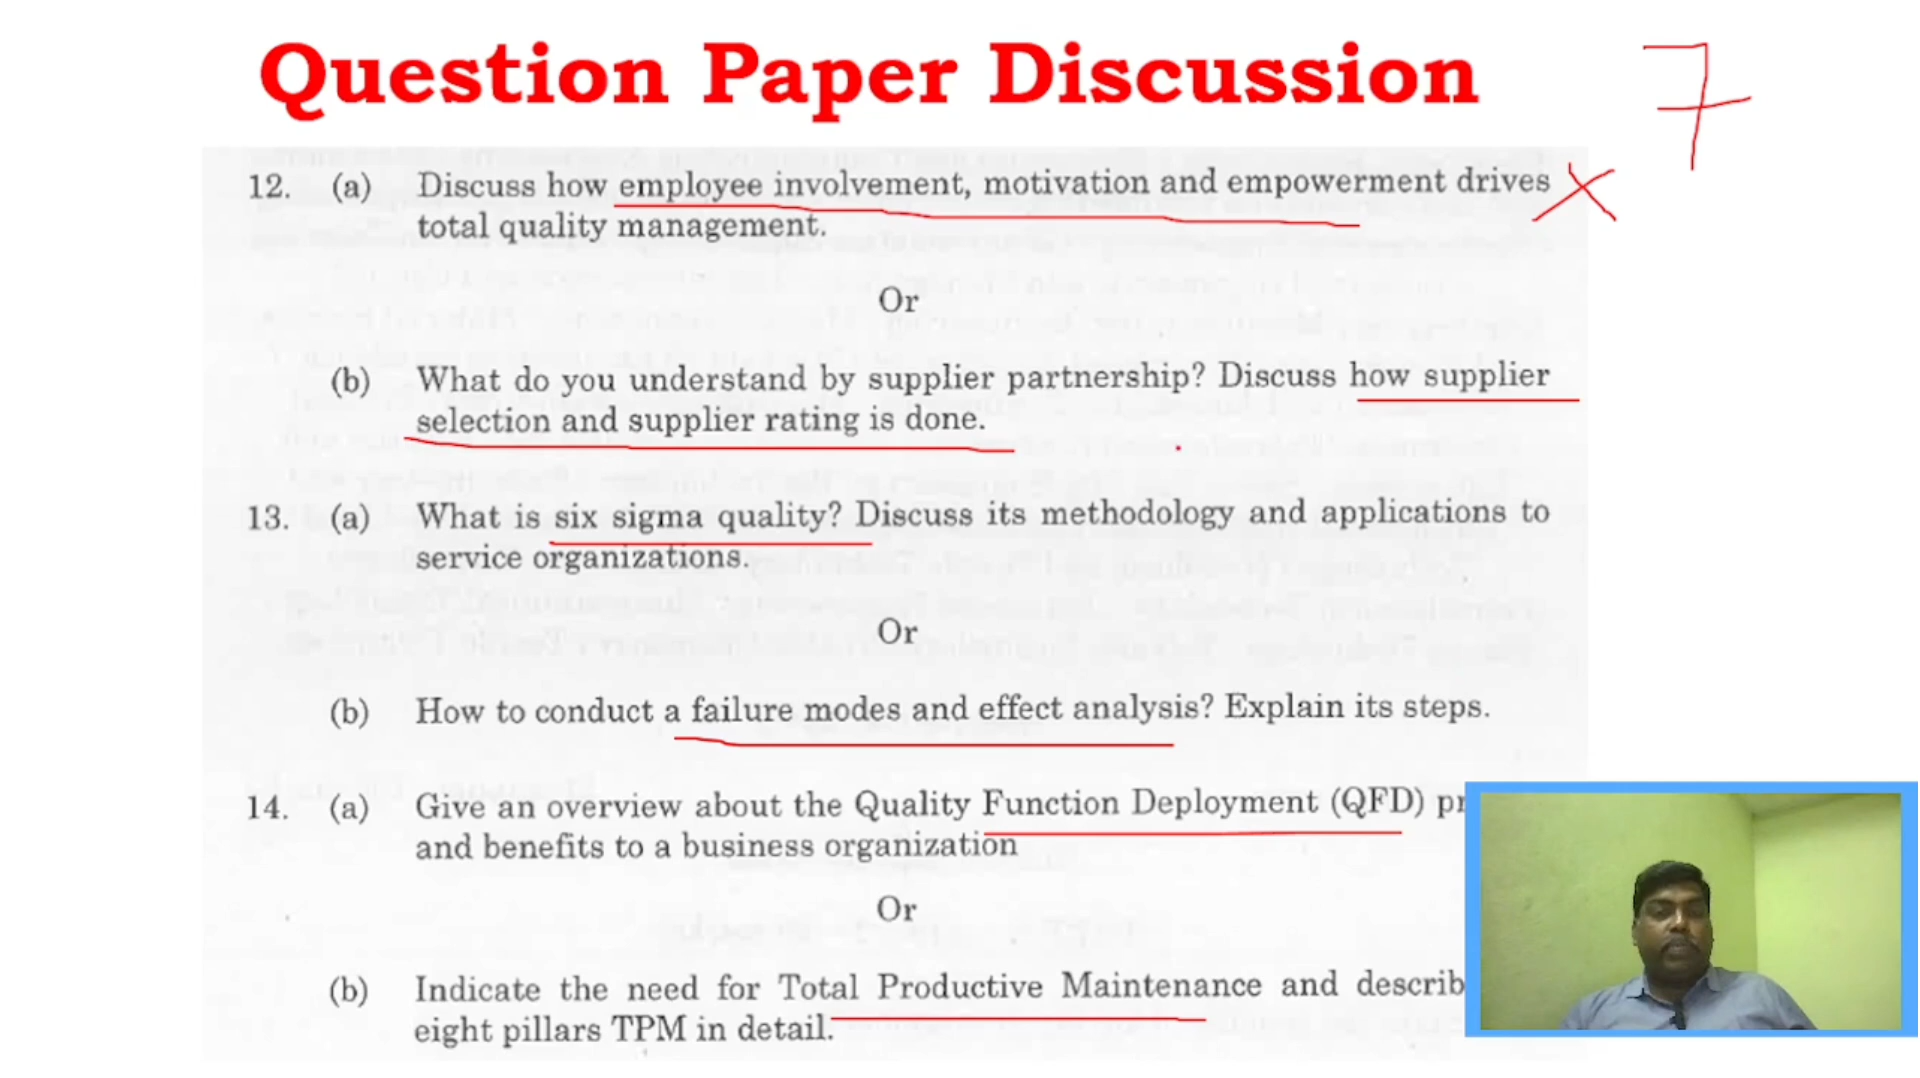 Question Paper Discussion
7
12. (a) Discuss how employee involvement, motivation and empowerment drives
total quality management.
Or
(b) What do you understand by supplier partnership? Discuss how supplier
selection and supplier rating is done.
13. (a) What is six sigma quality? Discuss its methodology and applications to
service organizations.
Or
(b) How to conduct a failure modes and effect analysis? Explain its steps.
14. (a) Give an overview about the Quality Function Deployment (QFD) pr
and benefits to a business organization
Or
(b) Indicate the need for Total Productive Maintenance and describ
eight pillars TPM in detail.